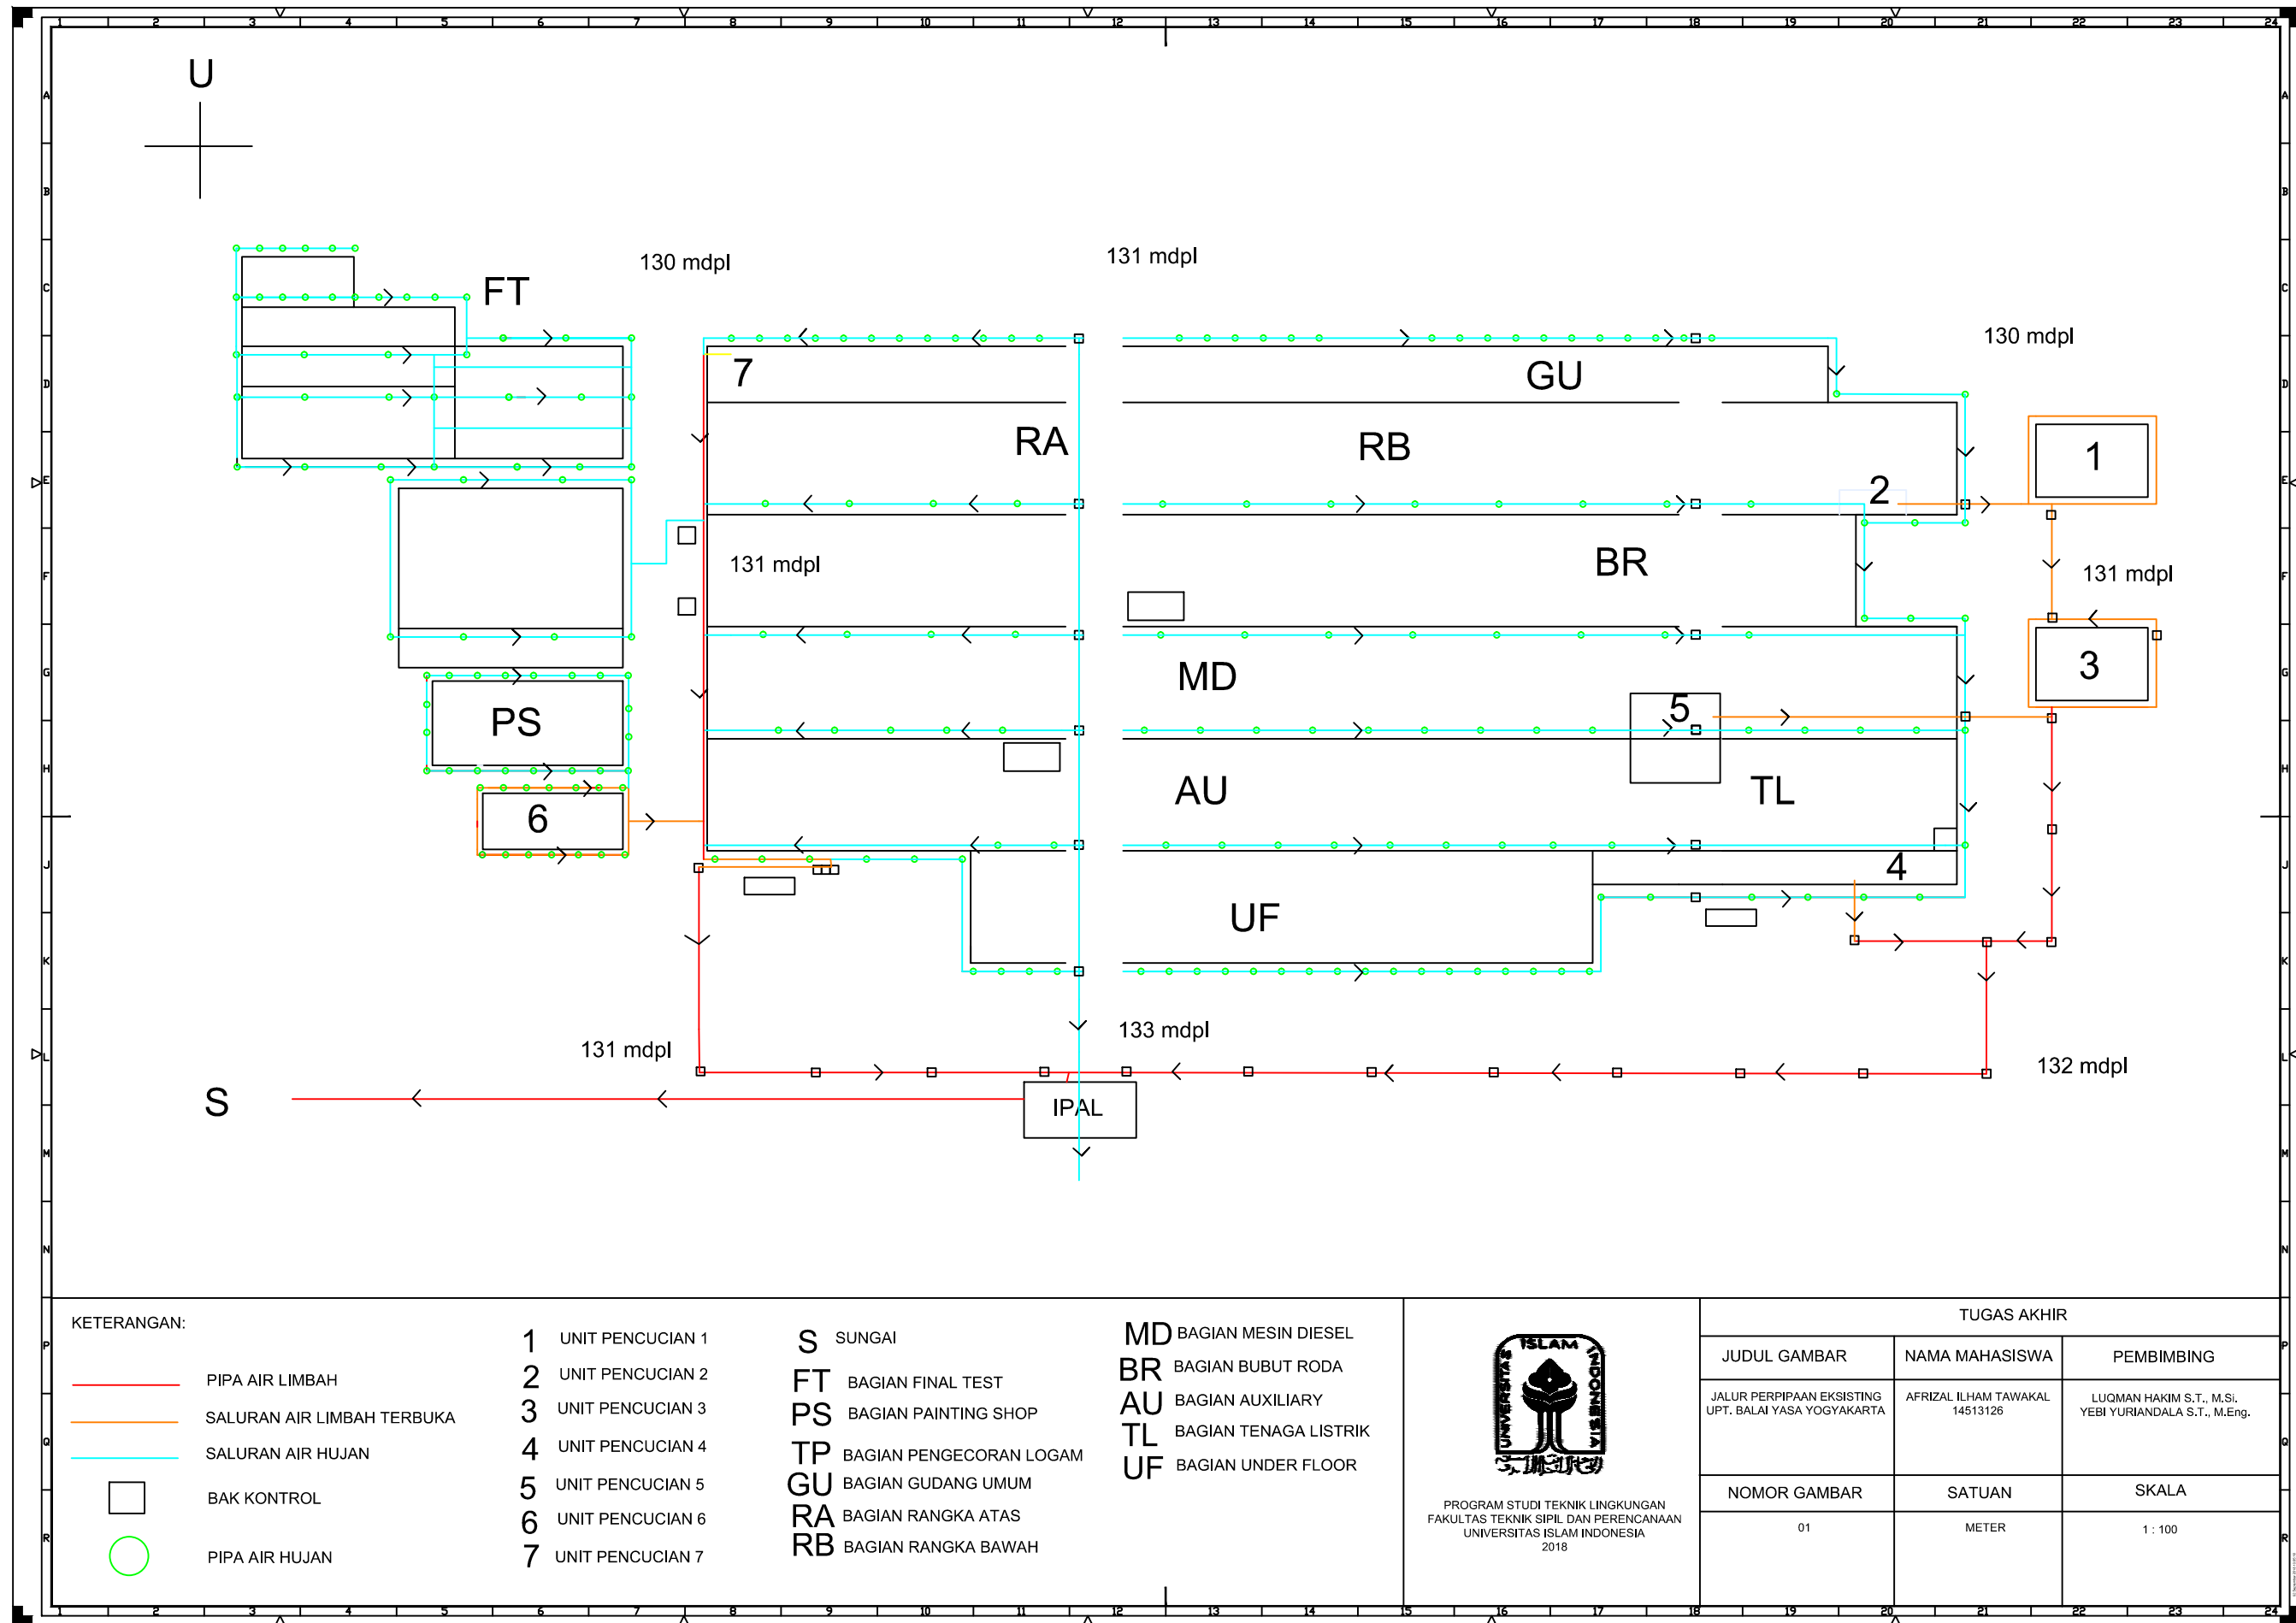 U
FT
130 mdpl
131 mdpl
130 mdpl
7
GU
RA
RB
1
2
131 mdpl
BR
131 mdpl
MD
3
PS
5
AU
TL
6
4
UF
131 mdpl
133 mdpl
132 mdpl
S
IPAL
KETERANGAN:
PIPA AIR LIMBAH
SALURAN AIR LIMBAH TERBUKA
SALURAN AIR HUJAN
BAK KONTROL
PIPA AIR HUJAN
1 UNIT PENCUCIAN 1
2 UNIT PENCUCIAN 2
3 UNIT PENCUCIAN 3
4 UNIT PENCUCIAN 4
5 UNIT PENCUCIAN 5
6 UNIT PENCUCIAN 6
7 UNIT PENCUCIAN 7
S SUNGAI
FT BAGIAN FINAL TEST
PS BAGIAN PAINTING SHOP
TP BAGIAN PENGECORAN LOGAM
GU BAGIAN GUDANG UMUM
RA BAGIAN RANGKA ATAS
RB BAGIAN RANGKA BAWAH
MD BAGIAN MESIN DIESEL
BR BAGIAN BUBUT RODA
AU BAGIAN AUXILIARY
TL BAGIAN TENAGA LISTRIK
UF BAGIAN UNDER FLOOR
UNIVERSITAS ISLAM INDONESIA
PROGRAM STUDI TEKNIK LINGKUNGAN
FAKULTAS TEKNIK SIPIL DAN PERENCANAAN
UNIVERSITAS ISLAM INDONESIA
2018
TUGAS AKHIR
JUDUL GAMBAR
NAMA MAHASISWA
PEMBIMBING
JALUR PERPIPAAN EKSISTING
UPT. BALAI YASA YOGYAKARTA
AFRIZAL ILHAM TAWAKAL
14513126
LUQMAN HAKIM S.T., M.Si.
YEBI YURIANDALA S.T., M.Eng.
NOMOR GAMBAR
SATUAN
SKALA
01
METER
1 : 100